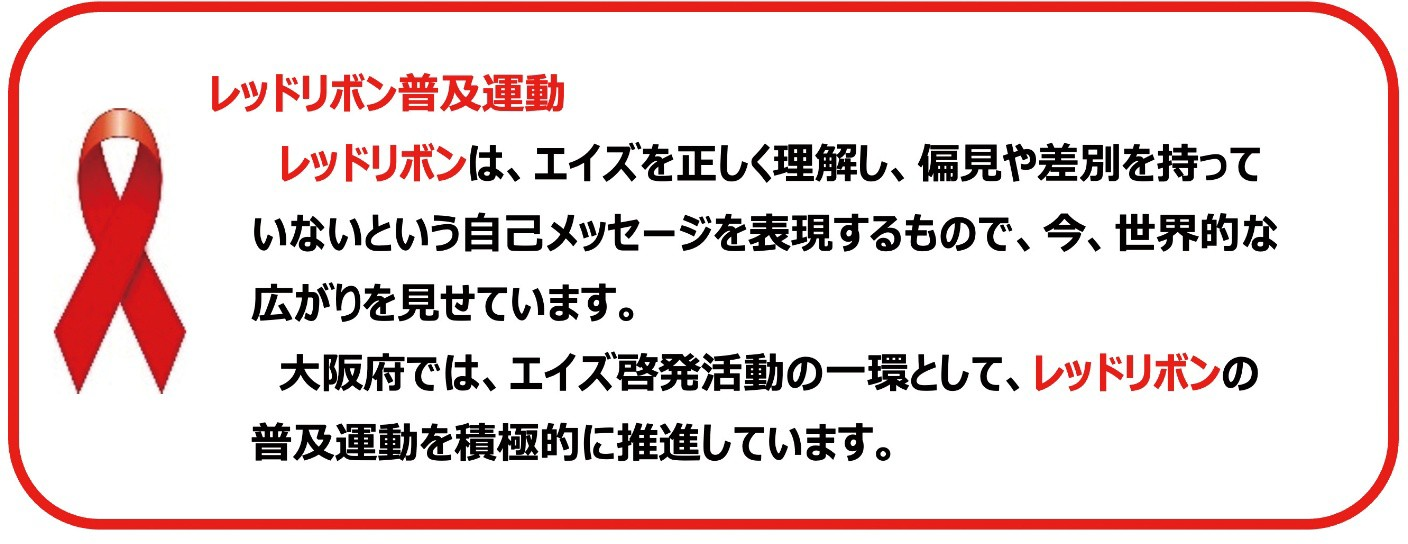 レッドリボン普及運動
レッドリボンは、エイズを正しく理解し、偏見や差別を持って
いないという自己メッセージを表現するもので、今、世界的な
広がりを見せています。
大阪府では、エイズ啓発活動の一環として、レッドリボンの
普及運動を積極的に推進しています。